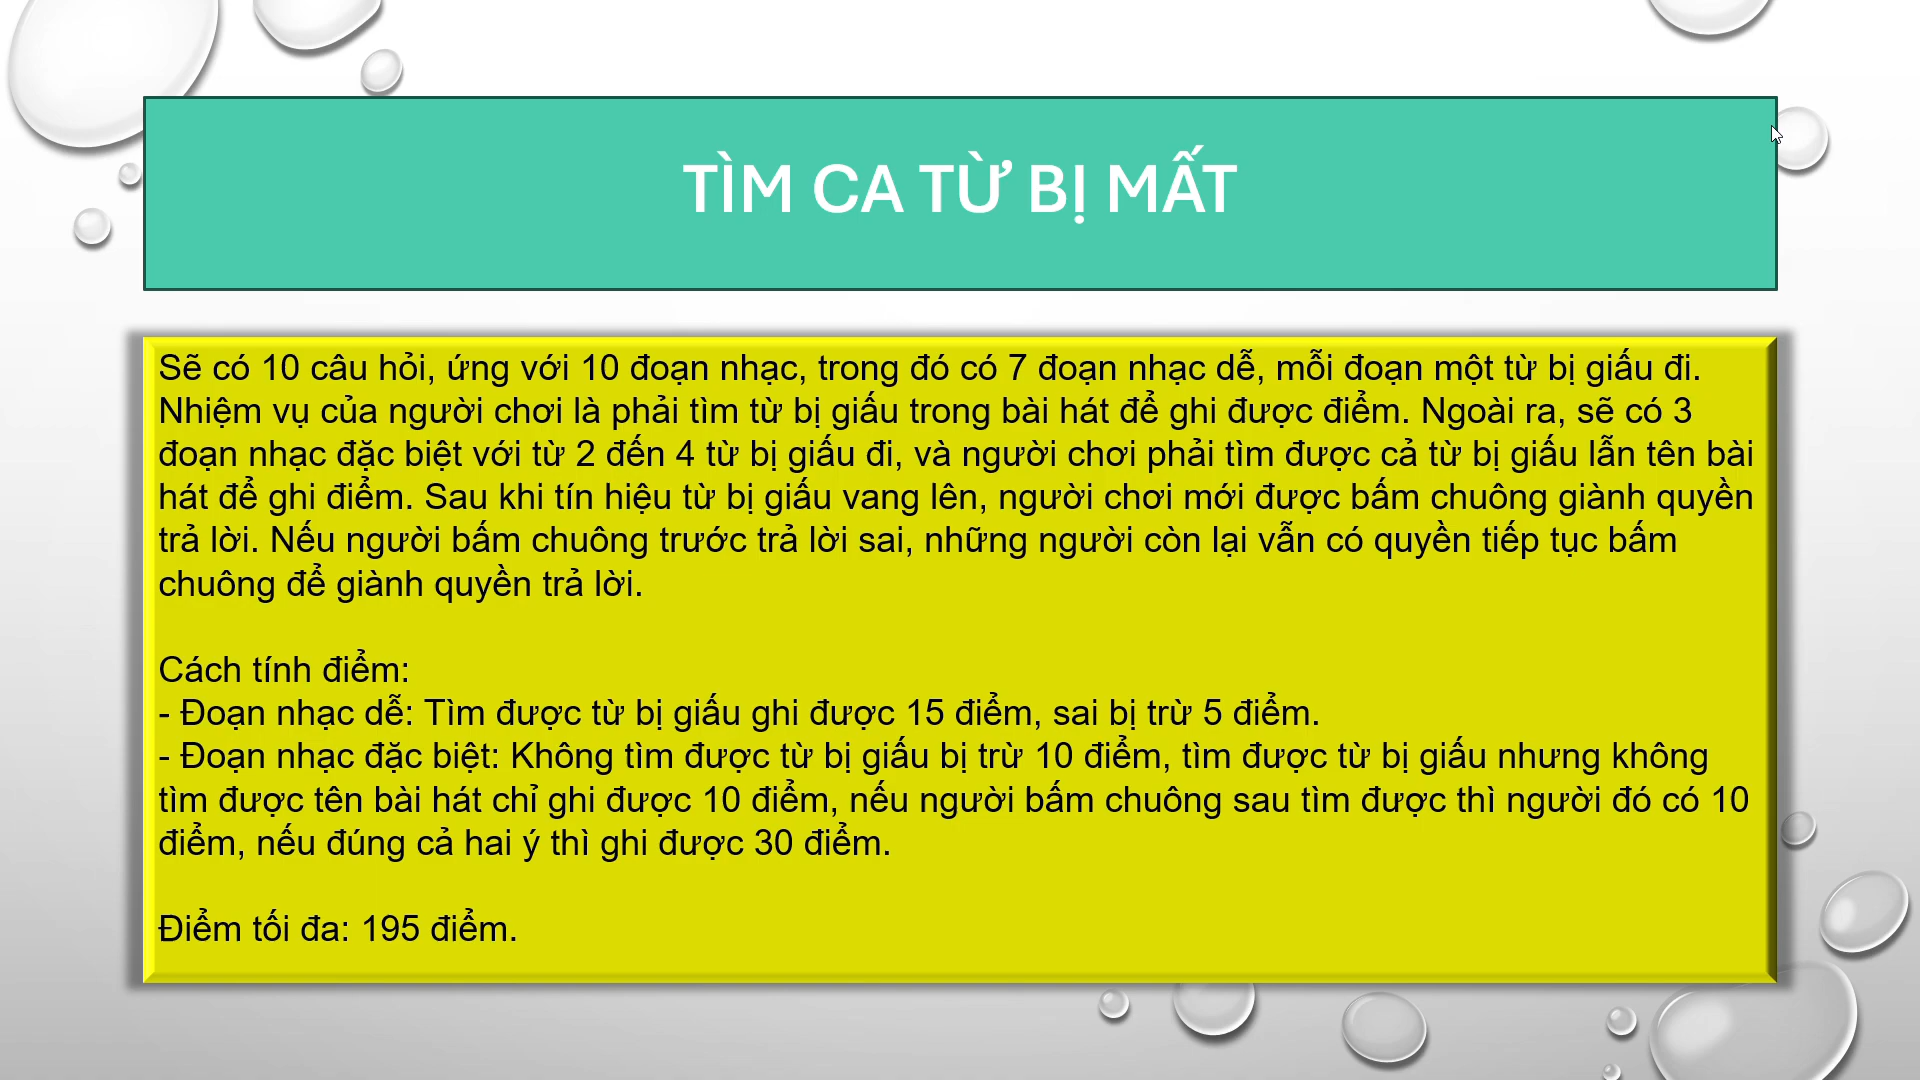 TÌM CA TỪ BỊ MẤT
Sẽ có 10 câu hỏi, ứng với 10 đoạn nhạc, trong đó có 7 đoạn nhạc dễ, mỗi đoạn một từ bị giấu đi.
Nhiệm vụ của người chơi là phải tìm từ bị giấu trong bài hát để ghi được điểm. Ngoài ra, sẽ có 3
đoạn nhạc đặc biệt với từ 2 đến 4 từ bị giấu đi, và người chơi phải tìm được cả từ bị giấu lẫn tên bài
hát để ghi điểm. Sau khi tín hiệu từ bị giấu vang lên, người chơi mới được bấm chuông giành quyền
trả lời. Nếu người bấm chuông trước trả lời sai, những người còn lại vẫn có quyền tiếp tục bấm
chuông để giành quyền trả lời.
Cách tính điểm:
- Đoạn nhạc dễ: Tìm được từ bị giấu ghi được 15 điểm, sai bị trừ 5 điểm.
- Đoạn nhạc đặc biệt: Không tìm được từ bị giấu bị trừ 10 điểm, tìm được từ bị giấu nhưng không
tìm được tên bài hát chỉ ghi được 10 điểm, nếu người bấm chuông sau tìm được thì người đó có 10
điểm, nếu đúng cả hai ý thì ghi được 30 điểm.
Điểm tối đa: 195 điểm.